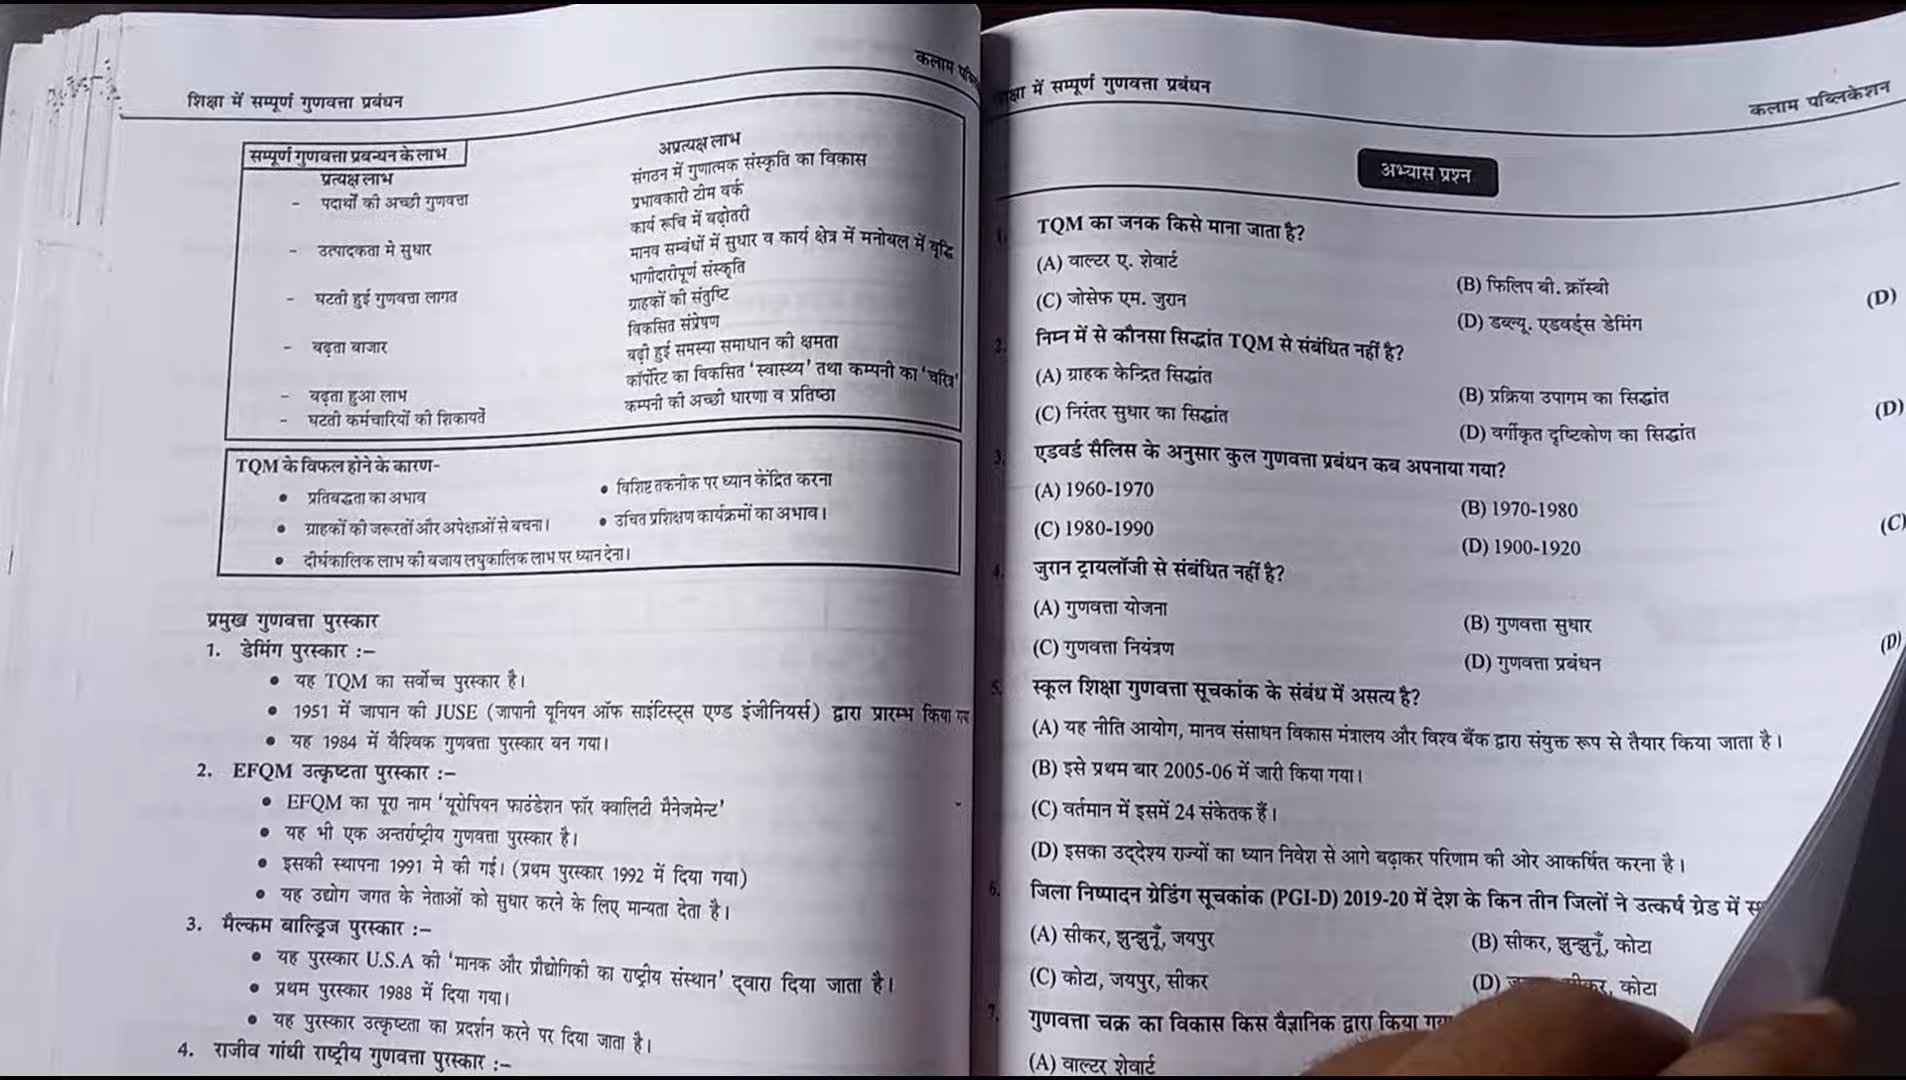 शिक्षा में सम्पूर्ण गुणवत्ता प्रबंधन
कलाम
सम्पूर्ण गुणवत्ता प्रबन्धन के लाभ
प्रत्यक्ष लाभ
- पदार्थों की अच्छी गुणवत्ता
- उत्पादकता मे सुधार
- घटती हुई गुणवत्ता लागत
- बढ़ता बाजार
- बढ़ता हुआ लाभ
- घटती कर्मचारियों की शिकायतें
अप्रत्यक्ष लाभ
संगठन में गुणात्मक संस्कृति का विकास
प्रभावकारी टीम वर्क
कार्य रूचि में बढ़ोतरी
मानव सम्बंधों में सुधार व कार्य क्षेत्र में मनोबल में वृद्धि
भागीदारीपूर्ण संस्कृति
ग्राहकों की संतुष्टि
विकसित संप्रेषण
बढ़ी हुई समस्या समाधान की क्षमता
कॉर्पोरेट का विकसित 'स्वास्थ्य' तथा कम्पनी का 'चरित्र'
कम्पनी की अच्छी धारणा व प्रतिष्ठा
TQM के विफल होने के कारण-
• प्रतिबद्धता का अभाव
• विशिष्ट तकनीक पर ध्यान केंद्रित करना
• ग्राहकों की जरूरतों और अपेक्षाओं से बचना।
• उचित प्रशिक्षण कार्यक्रमों का अभाव।
• दीर्घकालिक लाभ की बजाय लघुकालिक लाभ पर ध्यान देना।
प्रमुख गुणवत्ता पुरस्कार
1. डेमिंग पुरस्कार :–
• यह TQM का सर्वोच्च पुरस्कार है।
• 1951 में जापान की JUSE (जापानी यूनियन ऑफ साइंटिस्ट्स एण्ड इंजीनियर्स) द्वारा प्रारम्भ किया
• यह 1984 में वैश्विक गुणवत्ता पुरस्कार बन गया।
2. EFQM उत्कृष्टता पुरस्कार :–
• EFQM का पूरा नाम 'यूरोपियन फाउंडेशन फॉर क्वालिटी मैनेजमेन्ट'
• यह भी एक अन्तर्राष्ट्रीय गुणवत्ता पुरस्कार है।
• इसकी स्थापना 1991 मे की गई। (प्रथम पुरस्कार 1992 में दिया गया)
• यह उद्योग जगत के नेताओं को सुधार करने के लिए मान्यता देता है।
3. मैल्कम बाल्ड्रिज पुरस्कार :–
• यह पुरस्कार U.S.A की 'मानक और प्रौद्योगिकी का राष्ट्रीय संस्थान' द्वारा दिया जाता है।
• प्रथम पुरस्कार 1988 में दिया गया।
• यह पुरस्कार उत्कृष्टता का प्रदर्शन करने पर दिया जाता है।
4. राजीव गांधी राष्ट्रीय गुणवत्ता पुरस्कार :–
में सम्पूर्ण गुणवत्ता प्रबंधन
कलाम पब्लिकेशन
अभ्यास प्रश्न
1. TQM का जनक किसे माना जाता है?
(A) वाल्टर ए. शेवार्ट
(B) फिलिप बी. क्रॉस्बी
(C) जोसेफ एम. जुरान
(D) डब्ल्यू. एडवर्ड्स डेमिंग
(D)
2. निम्न में से कौनसा सिद्धांत TQM से संबंधित नहीं है?
(A) ग्राहक केन्द्रित सिद्धांत
(B) प्रक्रिया उपागम का सिद्धांत
(C) निरंतर सुधार का सिद्धांत
(D) वर्गीकृत दृष्टिकोण का सिद्धांत
(D)
3. एडवर्ड सैलिस के अनुसार कुल गुणवत्ता प्रबंधन कब अपनाया गया?
(A) 1960-1970
(B) 1970-1980
(C) 1980-1990
(D) 1900-1920
(C)
4. जुरान ट्रायलॉजी से संबंधित नहीं है?
(A) गुणवत्ता योजना
(B) गुणवत्ता सुधार
(C) गुणवत्ता नियंत्रण
(D) गुणवत्ता प्रबंधन
(D)
5. स्कूल शिक्षा गुणवत्ता सूचकांक के संबंध में असत्य है?
(A) यह नीति आयोग, मानव संसाधन विकास मंत्रालय और विश्व बैंक द्वारा संयुक्त रूप से तैयार किया जाता है।
(B) इसे प्रथम बार 2005-06 में जारी किया गया।
(C) वर्तमान में इसमें 24 संकेतक हैं।
(D) इसका उद्देश्य राज्यों का ध्यान निवेश से आगे बढ़ाकर परिणाम की ओर आकर्षित करना है।
6. जिला निष्पादन ग्रेडिंग सूचकांक (PGI-D) 2019-20 में देश के किन तीन जिलों ने उत्कर्ष ग्रेड में
(A) सीकर, झुन्झुनूँ, जयपुर
(B) सीकर, झुन्झुनूँ, कोटा
(C) कोटा, जयपुर, सीकर
(D) सीकर, कोटा
7. गुणवत्ता चक्र का विकास किस वैज्ञानिक द्वारा किया
(A) वाल्टर शेवार्ट